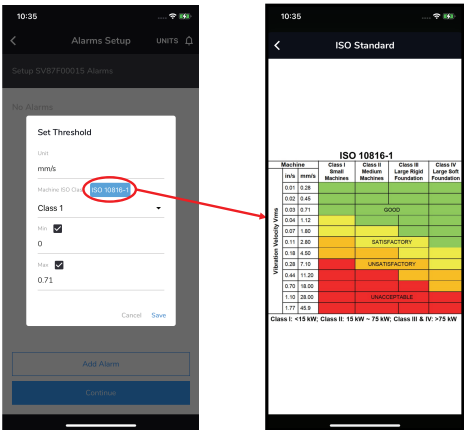 10:35
Alarms Setup
UNITS
Setup SV87F00015 Alarms
No Alarms
Set Threshold
Unit
mm/s
Machine ISO Class
ISO 10816-1
Class 1
Min
0
Max
0.71
Cancel
Save
Add Alarm
Continue
10:35
ISO Standard
ISO 10816-1
Machine
Class I
Small
Machines
Class II
Medium
Machines
Class III
Large Rigid
Foundation
Class IV
Large Soft
Foundation
in/s
mm/s
Vibration Velocity Vrms
0.01 0.28
0.02 0.45
0.03 0.71 GOOD
0.04 1.12
0.07 1.80
0.11 2.80 SATISFACTORY
0.18 4.50
0.28 7.10 UNSATISFACTORY
0.44 11.20
0.70 18.00
1.10 28.00 UNACCEPTABLE
1.77 45.9
Class I: <15 kW; Class II: 15 kW ~ 75 kW; Class III & IV: >75 kW